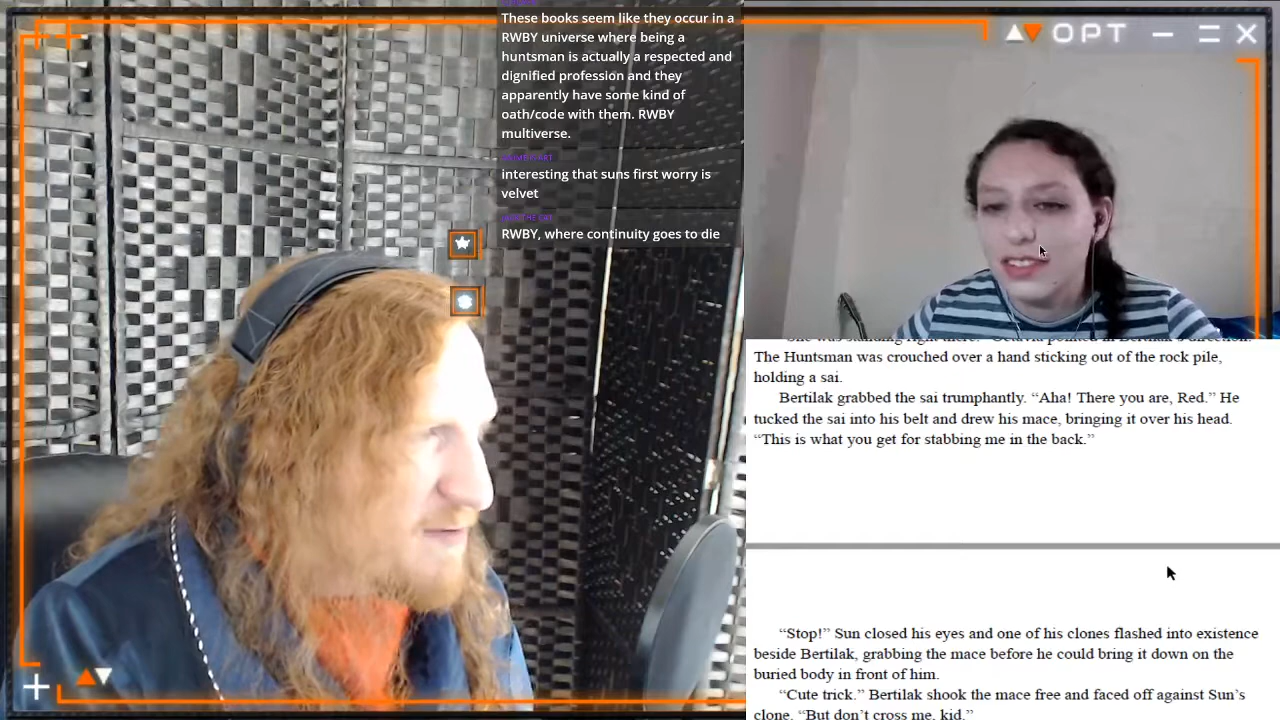 These books seem like they occur in a
RWBY universe where being a
huntsman is actually a respected and
dignified profession and they
apparently have some kind of
oath/code with them. RWBY
multiverse.
interesting that suns first worry is
velvet
RWBY, where continuity goes to die
OPT
The Huntsman was crouched over a hand sticking out of the rock pile,
holding a sai.
Bertilak grabbed the sai trumphantly. “Aha! There you are, Red.” He
tucked the sai into his belt and drew his mace, bringing it over his head.
“This is what you get for stabbing me in the back.”
“Stop!” Sun closed his eyes and one of his clones flashed into existence
beside Bertilak, grabbing the mace before he could bring it down on the
buried body in front of him.
“Cute trick.” Bertilak shook the mace free and faced off against Sun’s
clone. “But don’t cross me, kid.”